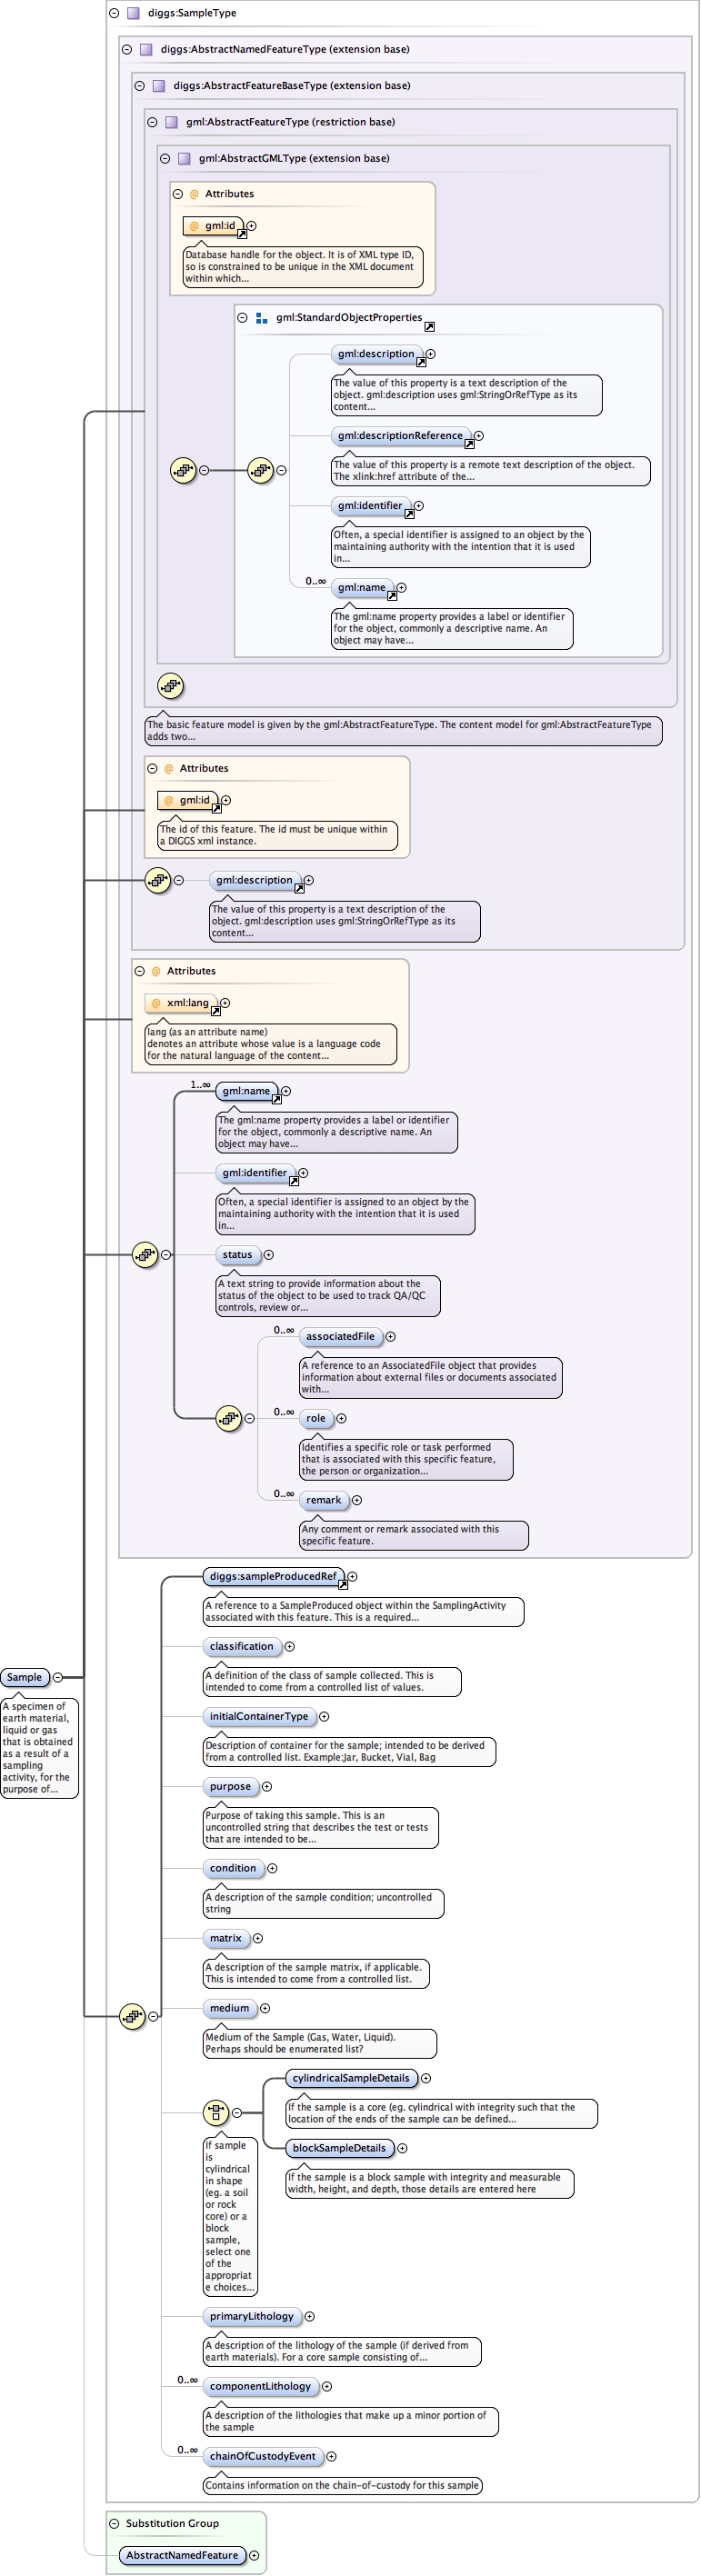 diggs:SampleType
diggs:AbstractNamedFeatureType (extension base)
diggs:AbstractFeatureBaseType (extension base)
gml:AbstractFeatureType (restriction base)
gml:AbstractGMLType (extension base)
@ Attributes
@ gml:id
Database handle for the object. It is of XML type ID,
so is constrained to be unique in the XML document
within which...
gml:StandardObjectProperties
gml:description
The value of this property is a text description of the
object. gml:description uses gml:StringOrRefType as its
content...
gml:descriptionReference
The value of this property is a remote text description of the object.
The xlink:href attribute of the...
gml:identifier
Often, a special identifier is assigned to an object by the
maintaining authority with the intention that it is used
in...
0..∞
gml:name
The gml:name property provides a label or identifier
for the object, commonly a descriptive name. An
object may have...
The basic feature model is given by the gml:AbstractFeatureType. The content model for gml:AbstractFeatureType
adds two...
@ Attributes
@ gml:id
The id of this feature. The id must be unique within
a DIGGS xml instance.
gml:description
The value of this property is a text description of the
object. gml:description uses gml:StringOrRefType as its
content...
@ Attributes
@ xml:lang
lang (as an attribute name)
denotes an attribute whose value is a language code
for the natural language of the content...
1..∞
gml:name
The gml:name property provides a label or identifier
for the object, commonly a descriptive name. An
object may have...
gml:identifier
Often, a special identifier is assigned to an object by the
maintaining authority with the intention that it is used
in...
status
A text string to provide information about the
status of the object to be used to track QA/QC
controls, review or...
0..∞
associatedFile
A reference to an AssociatedFile object that provides
information about external files or documents associated
with...
0..∞
role
Identifies a specific role or task performed
that is associated with this specific feature,
the person or organization...
0..∞
remark
Any comment or remark associated with this
specific feature.
diggs:sampleProducedRef
A reference to a SampleProduced object within the SamplingActivity
associated with this feature. This is a required...
classification
A definition of the class of sample collected. This is
intended to come from a controlled list of values.
Sample
A specimen of
earth material,
liquid or gas
that is obtained
as a result of a
sampling
activity, for the
purpose of...
initialContainerType
Description of container for the sample; intended to be derived
from a controlled list. Example;Jar, Bucket, Vial, Bag
purpose
Purpose of taking this sample. This is an
uncontrolled string that describes the test or tests
that are intended to be...
condition
A description of the sample condition; uncontrolled
string
matrix
A description of the sample matrix, if applicable.
This is intended to come from a controlled list.
medium
Medium of the Sample (Gas, Water, Liquid).
Perhaps should be enumerated list?
cylindricalSampleDetails
If the sample is a core (eg. cylindrical with integrity such that the
location of the ends of the sample can be defined...
blockSampleDetails
If the sample is a block sample with integrity and measurable
width, height, and depth, those details are entered here
If sample
is
cylindrical
in shape
(eg. a soil
or rock
core) or a
block
sample,
select one
of the
appropriat
e choices...
primaryLithology
A description of the lithology of the sample (if derived from
earth materials). For a core sample consisting of...
0..∞
componentLithology
A description of the lithologies that make up a minor portion of
the sample
0..∞
chainOfCustodyEvent
Contains information on the chain-of-custody for this sample
Substitution Group
AbstractNamedFeature